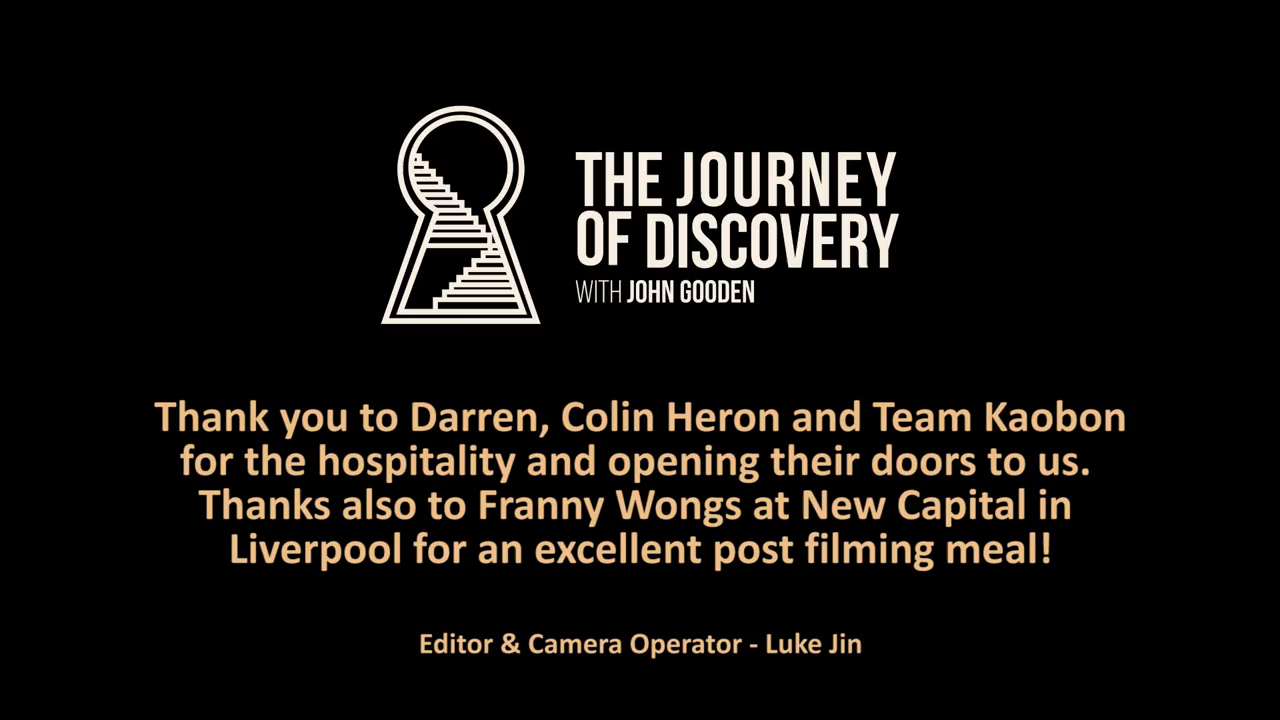 THE JOURNEY
OF DISCOVERY
WITH JOHN GOODEN
Thank you to Darren, Colin Heron and Team Kaobon
for the hospitality and opening their doors to us.
Thanks also to Franny Wongs at New Capital in
Liverpool for an excellent post filming meal!
Editor & Camera Operator - Luke Jin